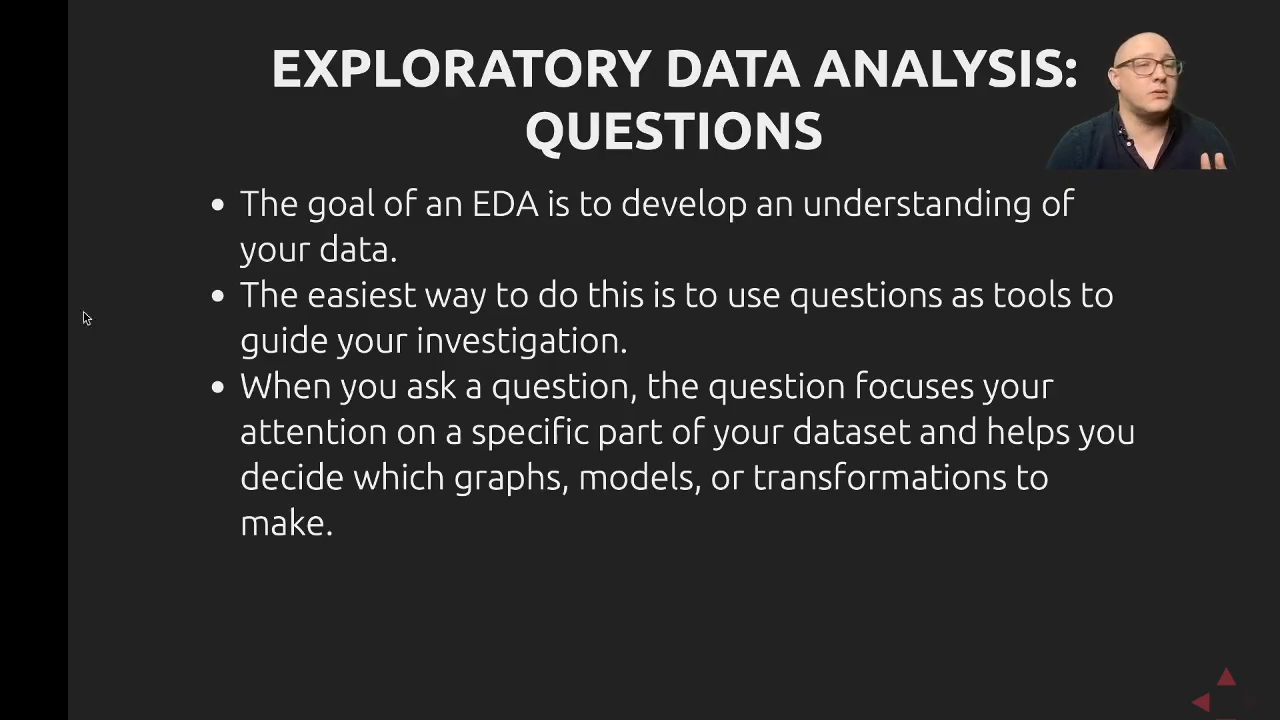 EXPLORATORY DATA ANALYSIS:
QUESTIONS
• The goal of an EDA is to develop an understanding of
your data.
• The easiest way to do this is to use questions as tools to
guide your investigation.
• When you ask a question, the question focuses your
attention on a specific part of your dataset and helps you
decide which graphs, models, or transformations to
make.